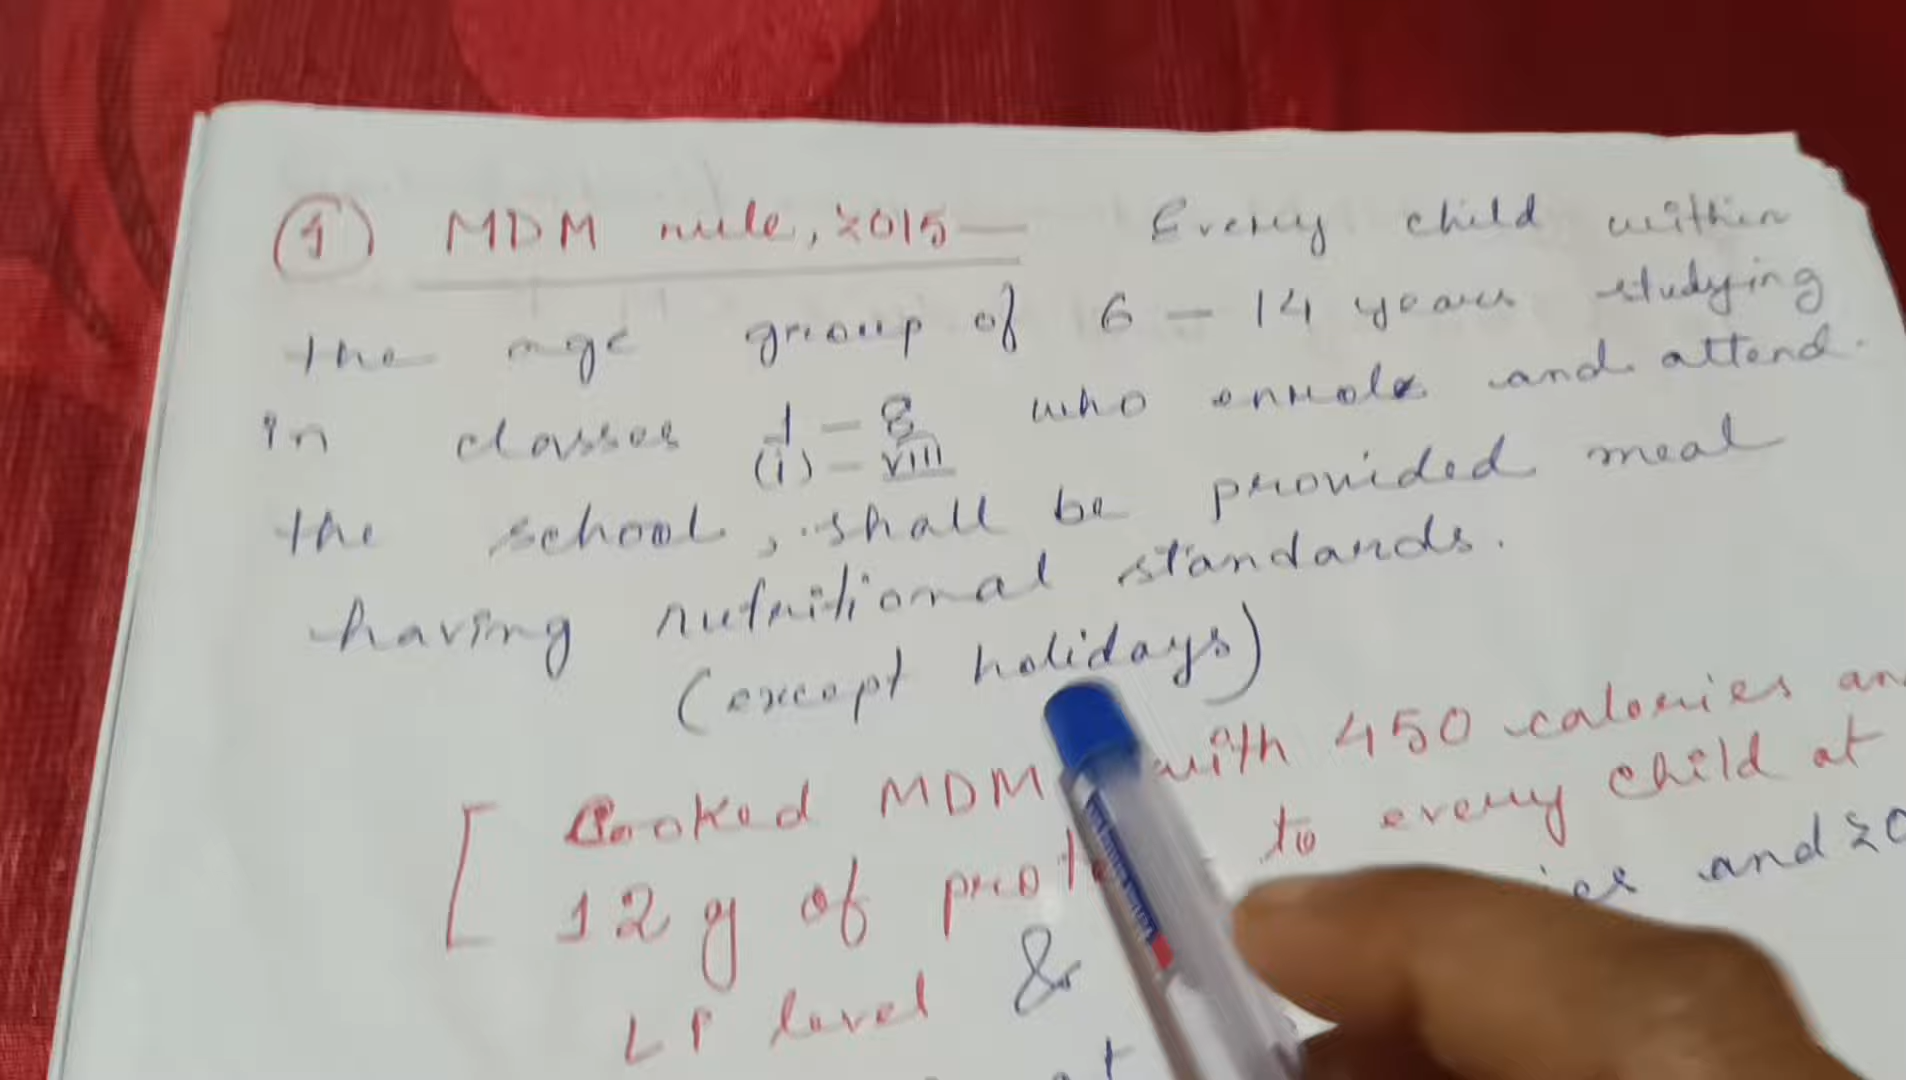 ① MDM rule, 2015 — Every child within
the age group of 6 – 14 years studying
in classes 1 – 8 who enrols and attend
(i) – VIII
the school, shall be provided meal
having nutritional standards.
(except holidays)
[ Cooked MDM with 450 calories
12 g of to every child at
LP level & and 20